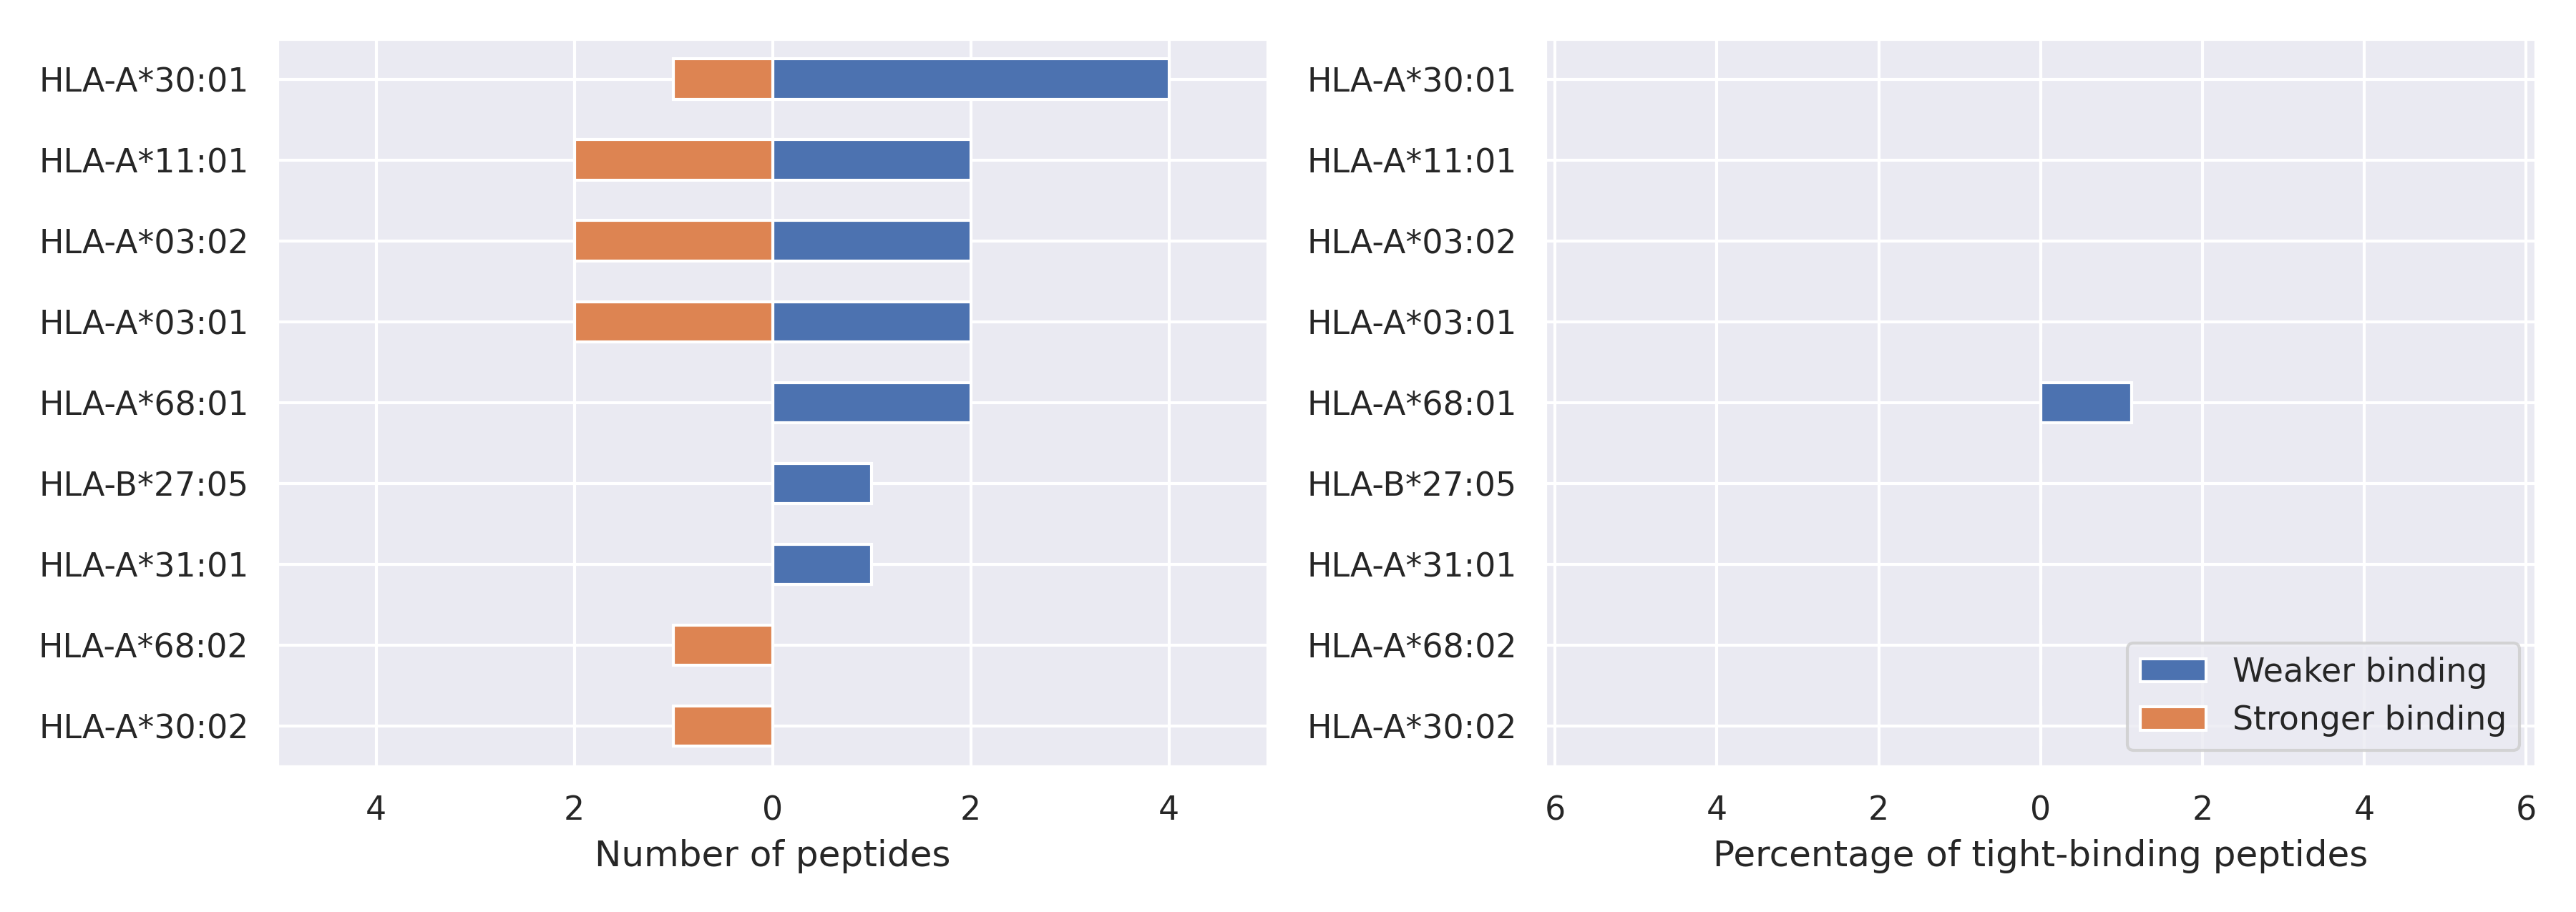 HLA-A*30:01
HLA-A*11:01
HLA-A*03:02
HLA-A*03:01
HLA-A*68:01
HLA-B*27:05
HLA-A*31:01
HLA-A*68:02
HLA-A*30:02
4 2 0 2 4
Number of peptides
HLA-A*30:01
HLA-A*11:01
HLA-A*03:02
HLA-A*03:01
HLA-A*68:01
HLA-B*27:05
HLA-A*31:01
HLA-A*68:02
HLA-A*30:02
Weaker binding
Stronger binding
6 4 2 0 2 4 6
Percentage of tight-binding peptides